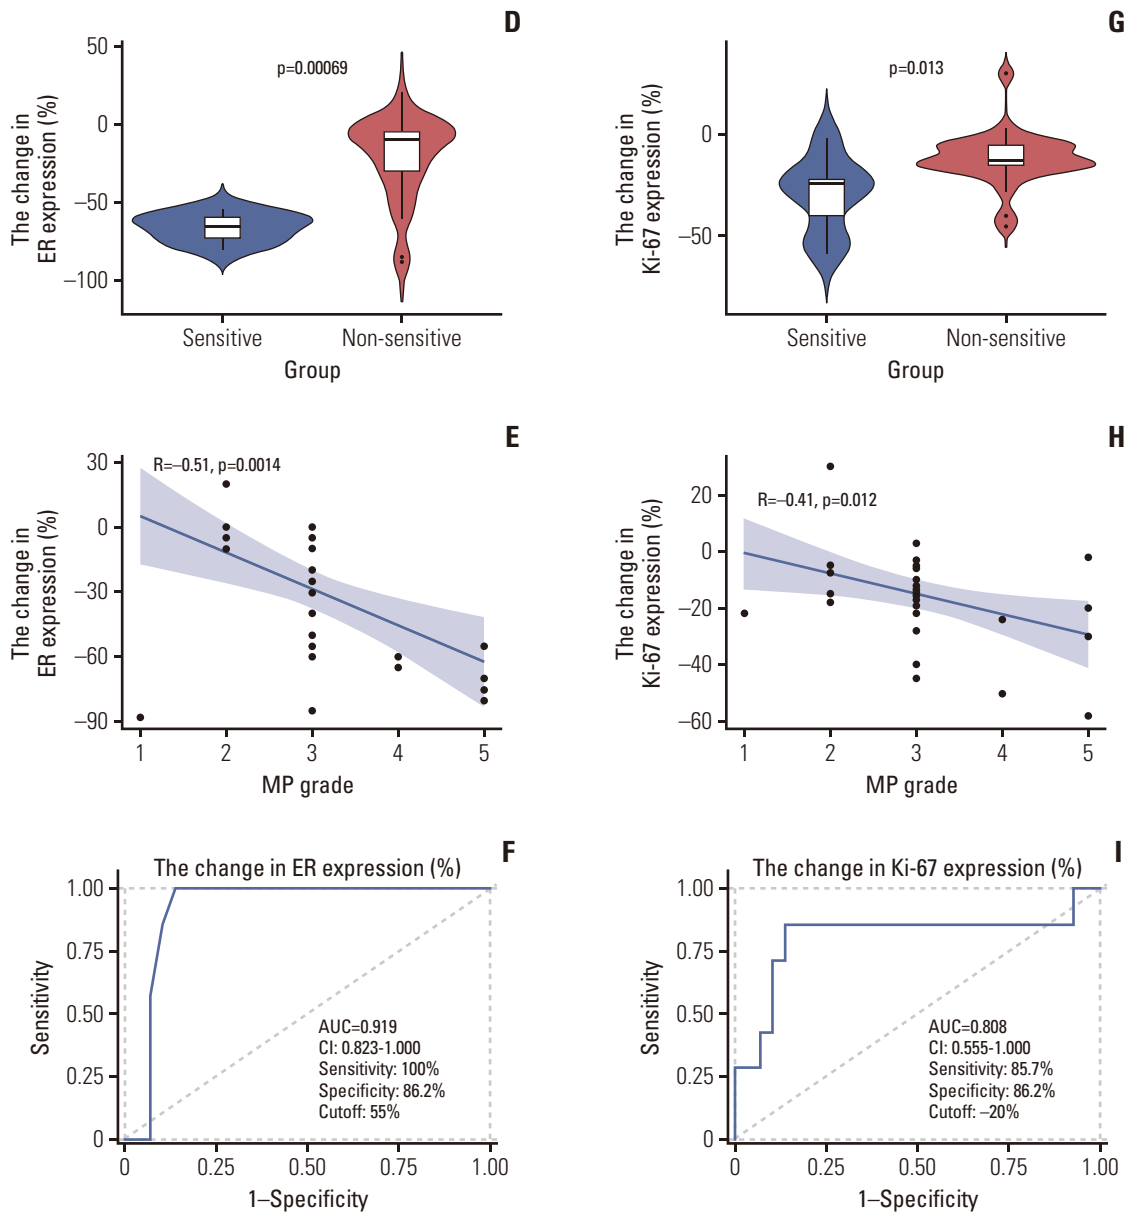 D
The change in
ER expression (%)
50
0
–50
–100
p=0.00069
Sensitive
Non-sensitive
Group
G
The change in
Ki-67 expression (%)
0
–50
p=0.013
Sensitive
Non-sensitive
Group
E
The change in
ER expression (%)
30
0
–30
–60
–90
R=–0.51, p=0.0014
1
2
3
4
5
MP grade
H
The change in
Ki-67 expression (%)
20
0
–20
–40
–60
R=–0.41, p=0.012
1
2
3
4
5
MP grade
F
The change in ER expression (%)
Sensitivity
1.00
0.75
0.50
0.25
0
AUC=0.919
CI: 0.823-1.000
Sensitivity: 100%
Specificity: 86.2%
Cutoff: 55%
0
0.25
0.50
0.75
1.00
1–Specificity
I
The change in Ki-67 expression (%)
Sensitivity
1.00
0.75
0.50
0.25
0
AUC=0.808
CI: 0.555-1.000
Sensitivity: 85.7%
Specificity: 86.2%
Cutoff: –20%
0
0.25
0.50
0.75
1.00
1–Specificity